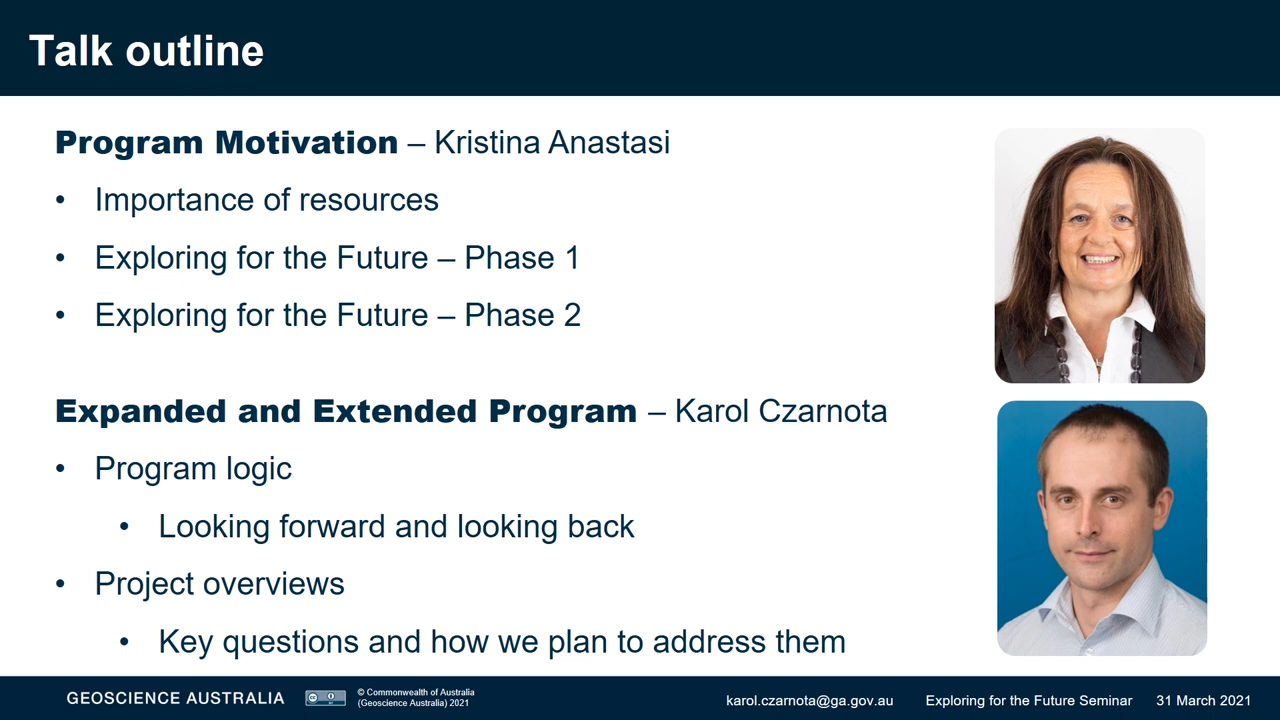 Talk outline
Program Motivation – Kristina Anastasi
• Importance of resources
• Exploring for the Future – Phase 1
• Exploring for the Future – Phase 2
Expanded and Extended Program – Karol Czarnota
• Program logic
• Looking forward and looking back
• Project overviews
• Key questions and how we plan to address them
GEOSCIENCE AUSTRALIA
© Commonwealth of Australia
(Geoscience Australia) 2021
karol.czarnota@ga.gov.au
Exploring for the Future Seminar
31 March 2021